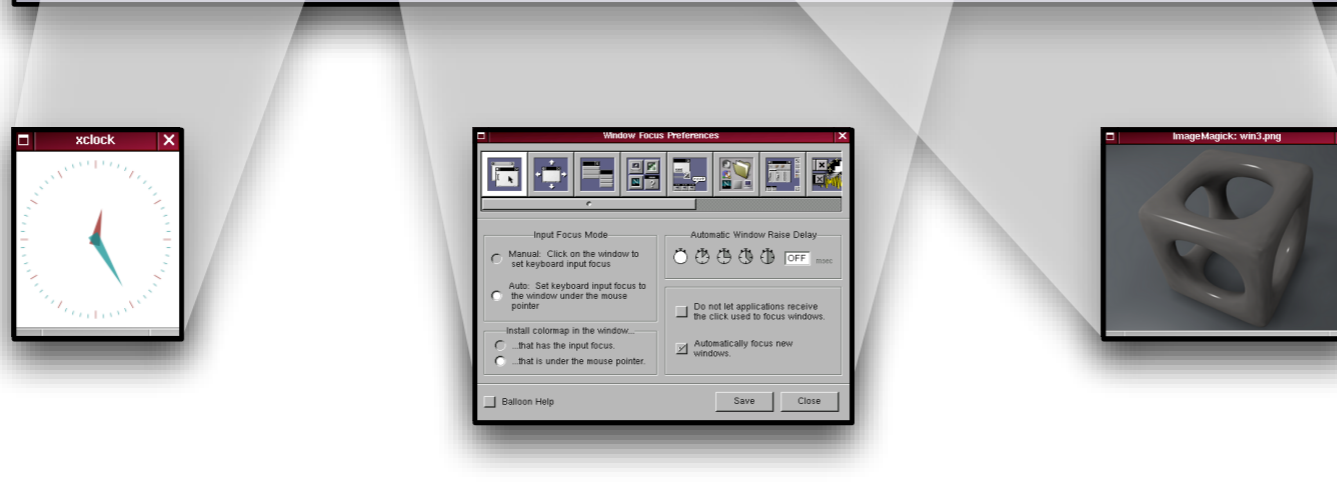 xclock
Window Focus Preferences
ImageMagick: win3.png
Input Focus Mode
Manual: Click on the window to
set keyboard input focus
Auto: Set keyboard input focus to
the window under the mouse
pointer
Install colormap in the window...
...that has the input focus.
...that is under the mouse pointer.
Automatic Window Raise Delay
OFF msec
Do not let applications receive
the click used to focus windows.
Automatically focus new
windows.
Balloon Help
Save
Close